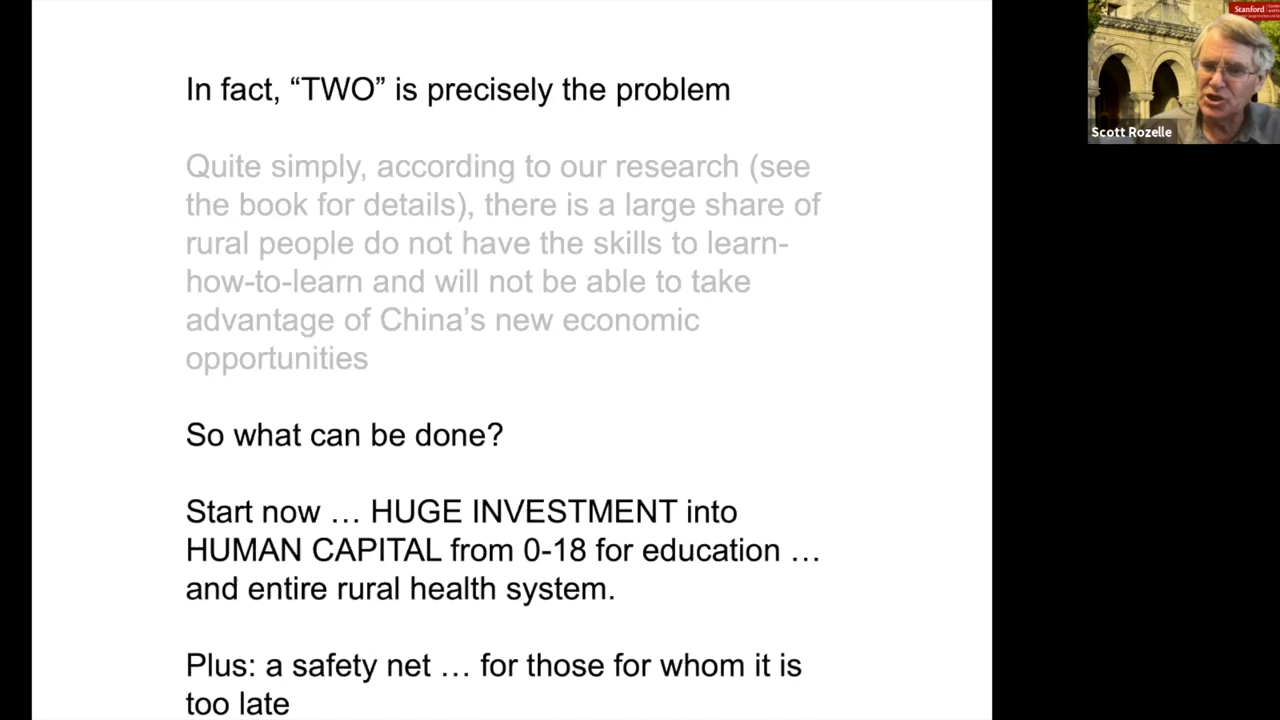 In fact, “TWO” is precisely the problem
Quite simply, according to our research (see
the book for details), there is a large share of
rural people do not have the skills to learn-
how-to-learn and will not be able to take
advantage of China’s new economic
opportunities
So what can be done?
Start now … HUGE INVESTMENT into
HUMAN CAPITAL from 0-18 for education …
and entire rural health system.
Plus: a safety net … for those for whom it is
too late
Stanford
Scott Rozelle